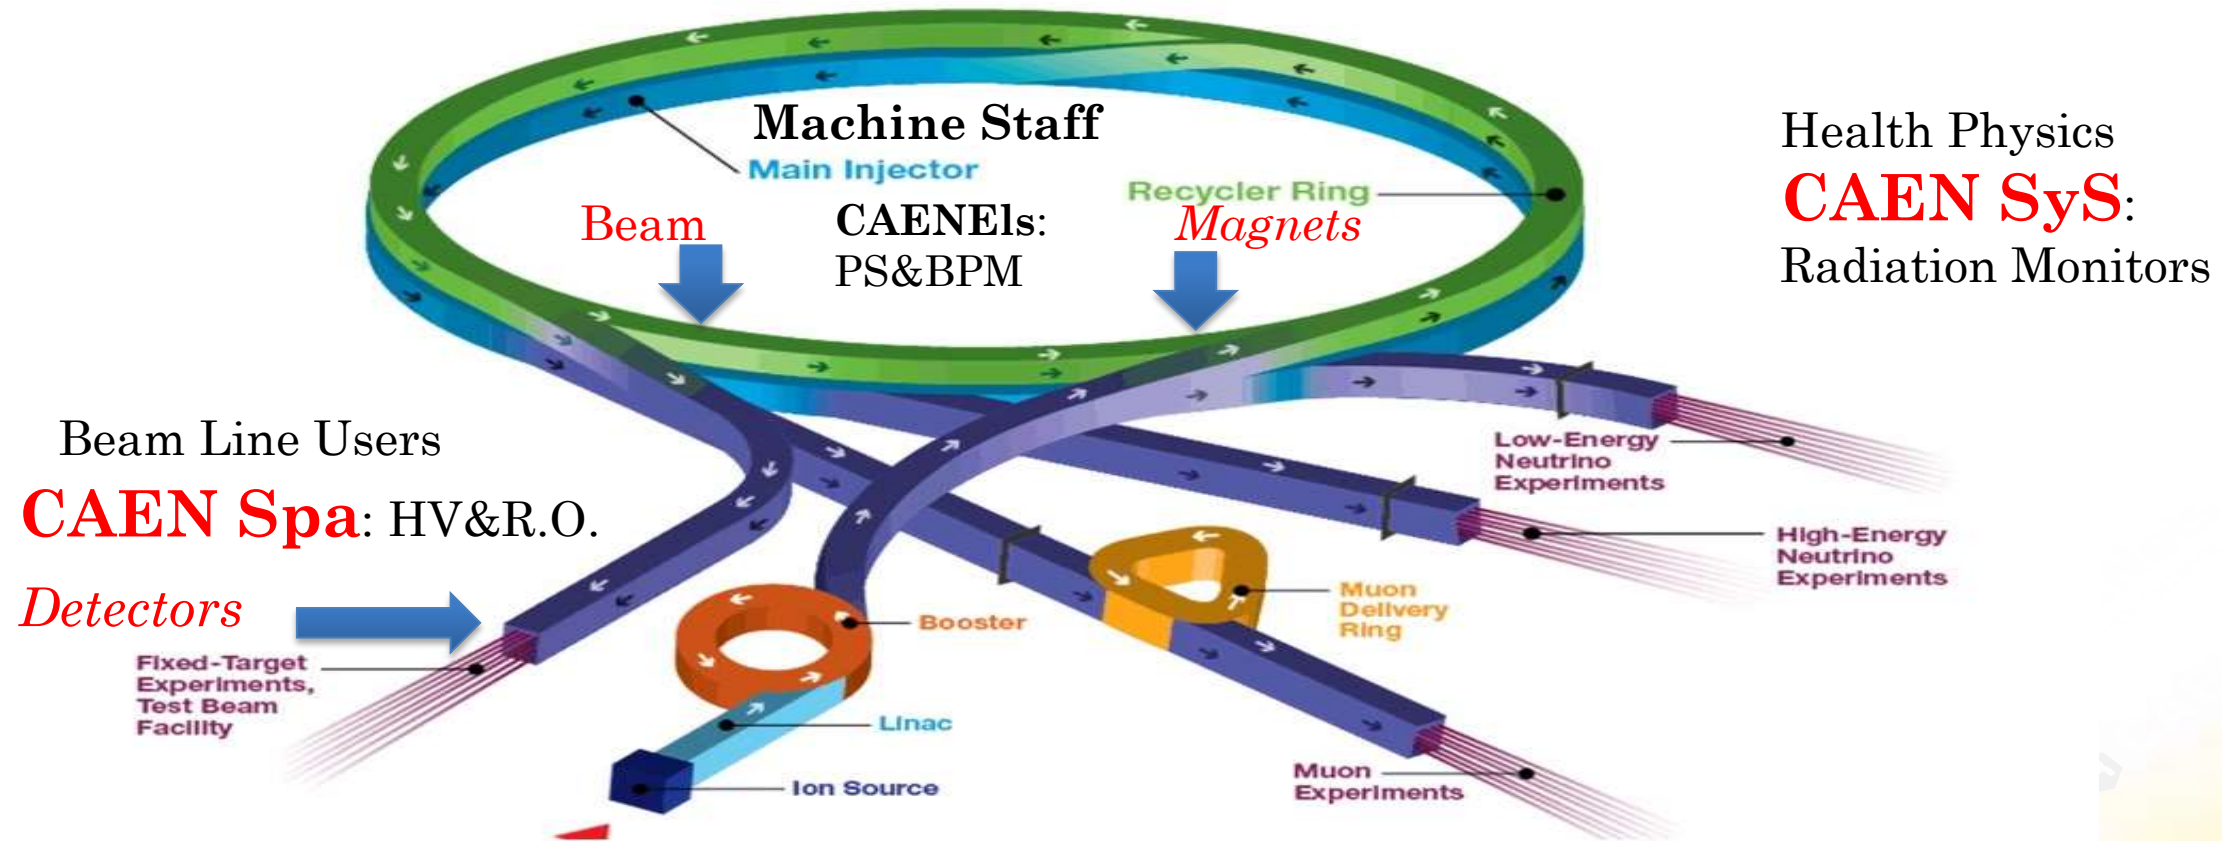 Machine Staff
Main Injector
Recycler Ring
Beam
CAENEls:
PS&BPM
Magnets
Health Physics
CAEN SyS:
Radiation Monitors
Beam Line Users
CAEN Spa: HV&R.O.
Detectors
Fixed-Target
Experiments,
Test Beam
Facility
Booster
Linac
Ion Source
Muon
Delivery
Ring
Low-Energy
Neutrino
Experiments
High-Energy
Neutrino
Experiments
Muon
Experiments